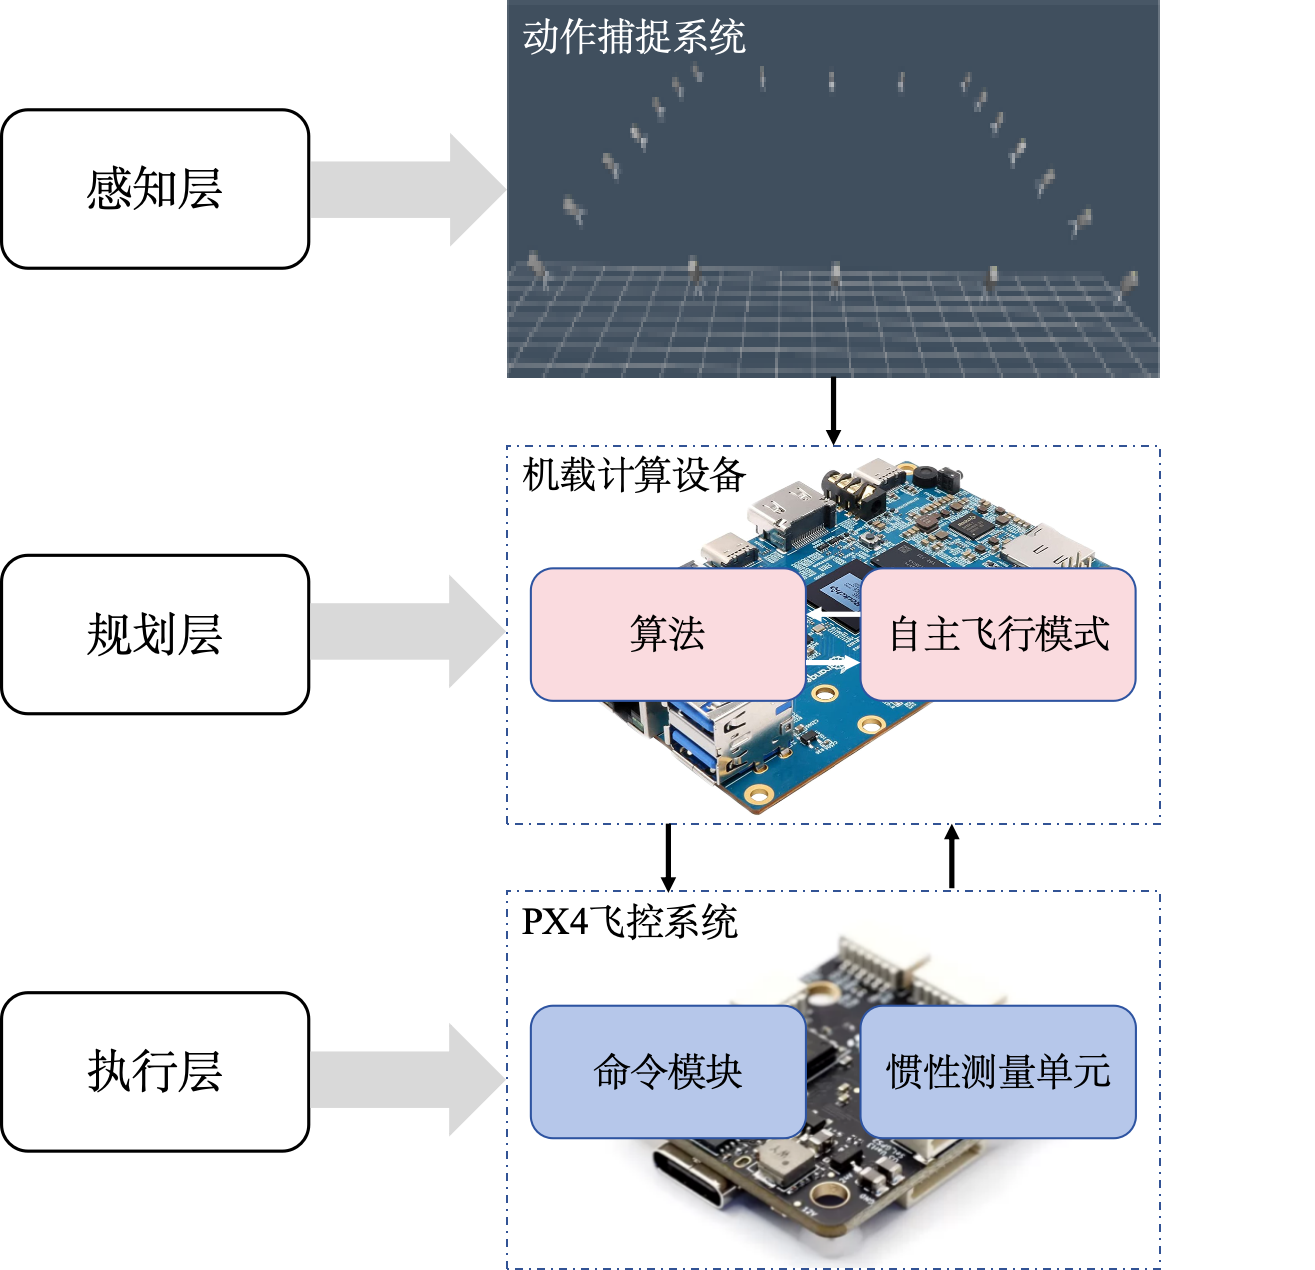 动作捕捉系统
感知层
机载计算设备
规划层
算法
自主飞行模式
PX4飞控系统
执行层
命令模块
惯性测量单元